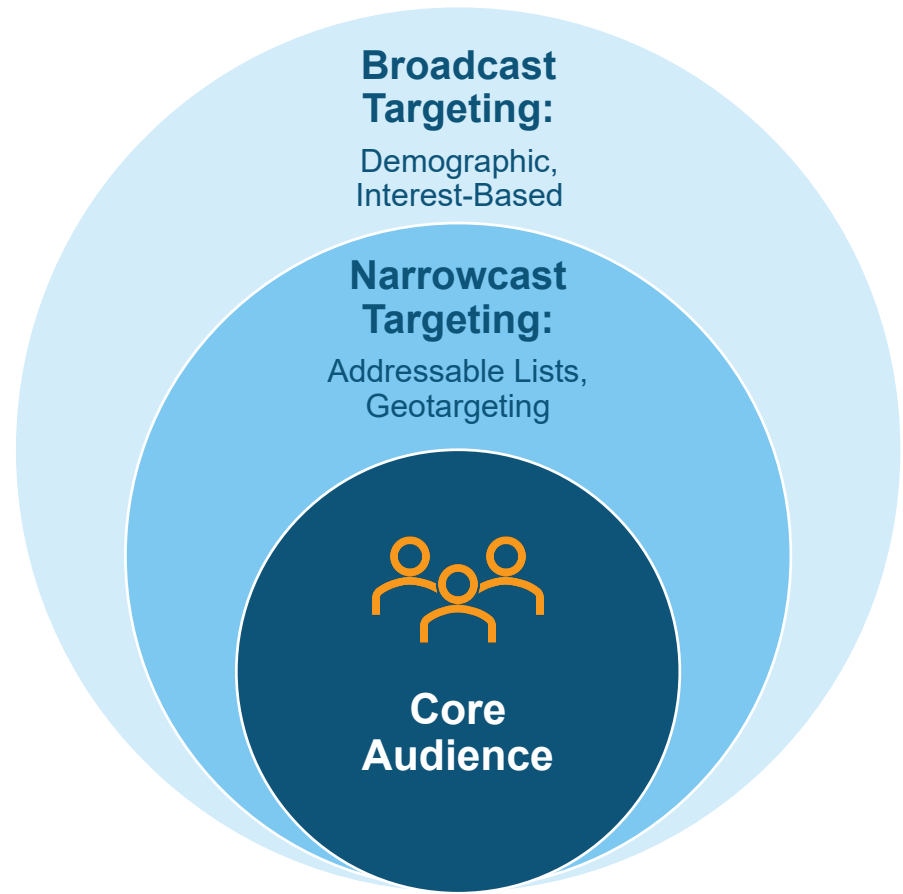 Broadcast
Targeting:
Demographic,
Interest-Based
Narrowcast
Targeting:
Addressable Lists,
Geotargeting
Core
Audience